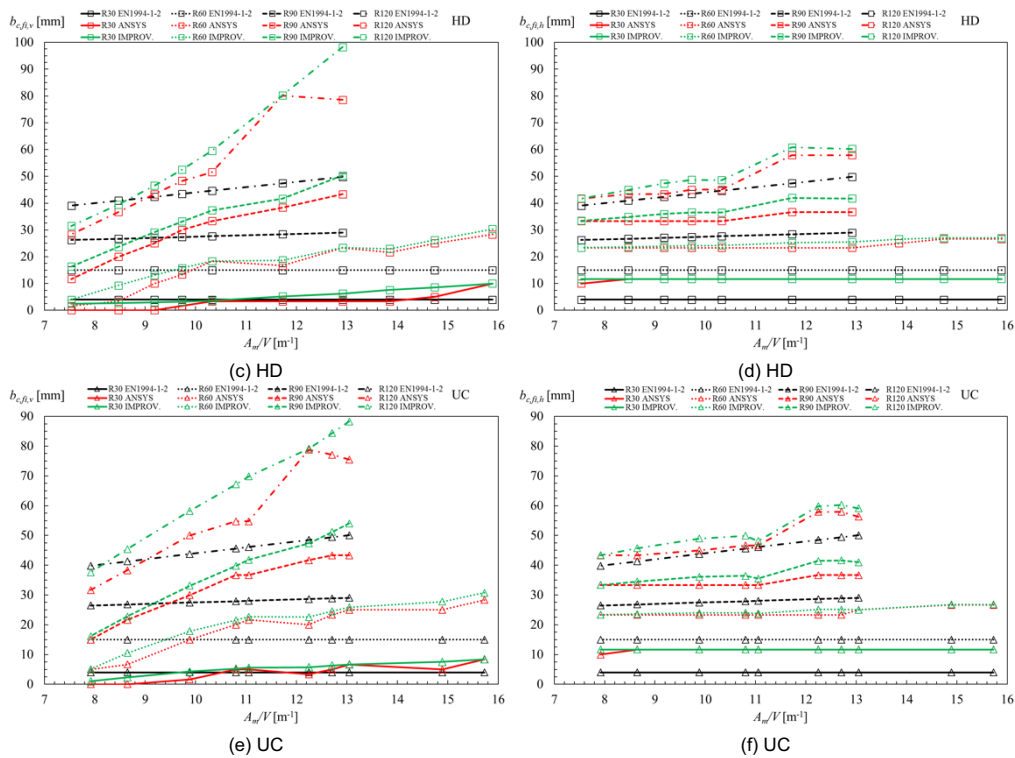 b_{c,fi,v} [mm]
R30 EN1994-1-2 R60 EN1994-1-2 R90 EN1994-1-2 R120 EN1994-1-2 HD
R30 ANSYS R60 ANSYS R90 ANSYS R120 ANSYS
R30 IMPROV. R60 IMPROV. R90 IMPROV. R120 IMPROV.
100
90
80
70
60
50
40
30
20
10
0
7 8 9 10 11 12 13 14 15 16
A_m/V [m⁻¹]
(c) HD
b_{c,fi,h} [mm]
R30 EN1994-1-2 R60 EN1994-1-2 R90 EN1994-1-2 R120 EN1994-1-2 HD
R30 ANSYS R60 ANSYS R90 ANSYS R120 ANSYS
R30 IMPROV. R60 IMPROV. R90 IMPROV. R120 IMPROV.
100
90
80
70
60
50
40
30
20
10
0
7 8 9 10 11 12 13 14 15 16
A_m/V [m⁻¹]
(d) HD
b_{c,fi,v} [mm]
R30 EN1994-1-2 R60 EN1994-1-2 R90 EN1994-1-2 R120 EN1994-1-2 UC
R30 ANSYS R60 ANSYS R90 ANSYS R120 ANSYS
R30 IMPROV. R60 IMPROV. R90 IMPROV. R120 IMPROV.
90
80
70
60
50
40
30
20
10
0
7 8 9 10 11 12 13 14 15 16
A_m/V [m⁻¹]
(e) UC
b_{c,fi,h} [mm]
R30 EN1994-1-2 R60 EN1994-1-2 R90 EN1994-1-2 R120 EN1994-1-2 UC
R30 ANSYS R60 ANSYS R90 ANSYS R120 ANSYS
R30 IMPROV. R60 IMPROV. R90 IMPROV. R120 IMPROV.
90
80
70
60
50
40
30
20
10
0
7 8 9 10 11 12 13 14 15 16
A_m/V [m⁻¹]
(f) UC